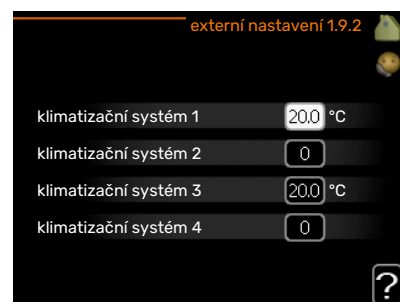 externí nastavení 1.9.2
klimatizační systém 1 20.0 °C
klimatizační systém 2 0
klimatizační systém 3 20.0 °C
klimatizační systém 4 0
?